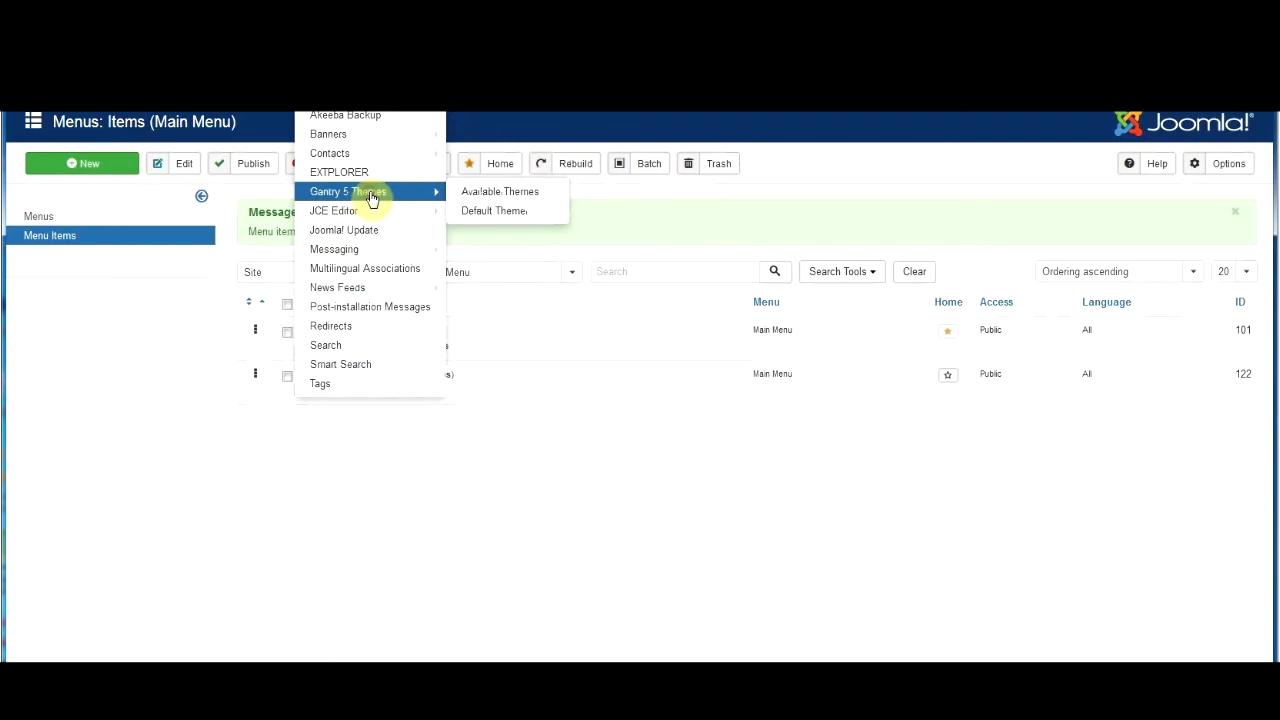 Akeeba Backup
Menus: Items (Main Menu)
Joomla!®
Banners
Contacts
New
Edit
Publish
Home
Rebuild
Batch
Trash
Help
Options
EXTPLORER
Gantry 5 Themes
Available Themes
JCE Editor
Default Theme
Joomla! Update
Messaging
Multilingual Associations
News Feeds
Post-installation Messages
Redirects
Search
Smart Search
Tags
Menus
Menu Items
Message
Menu item
×
Site
Menu
Search
Search Tools
Clear
Ordering ascending
20
Menu
Home
Access
Language
ID
Main Menu
Public
All
101
s
s)
Main Menu
Public
All
122